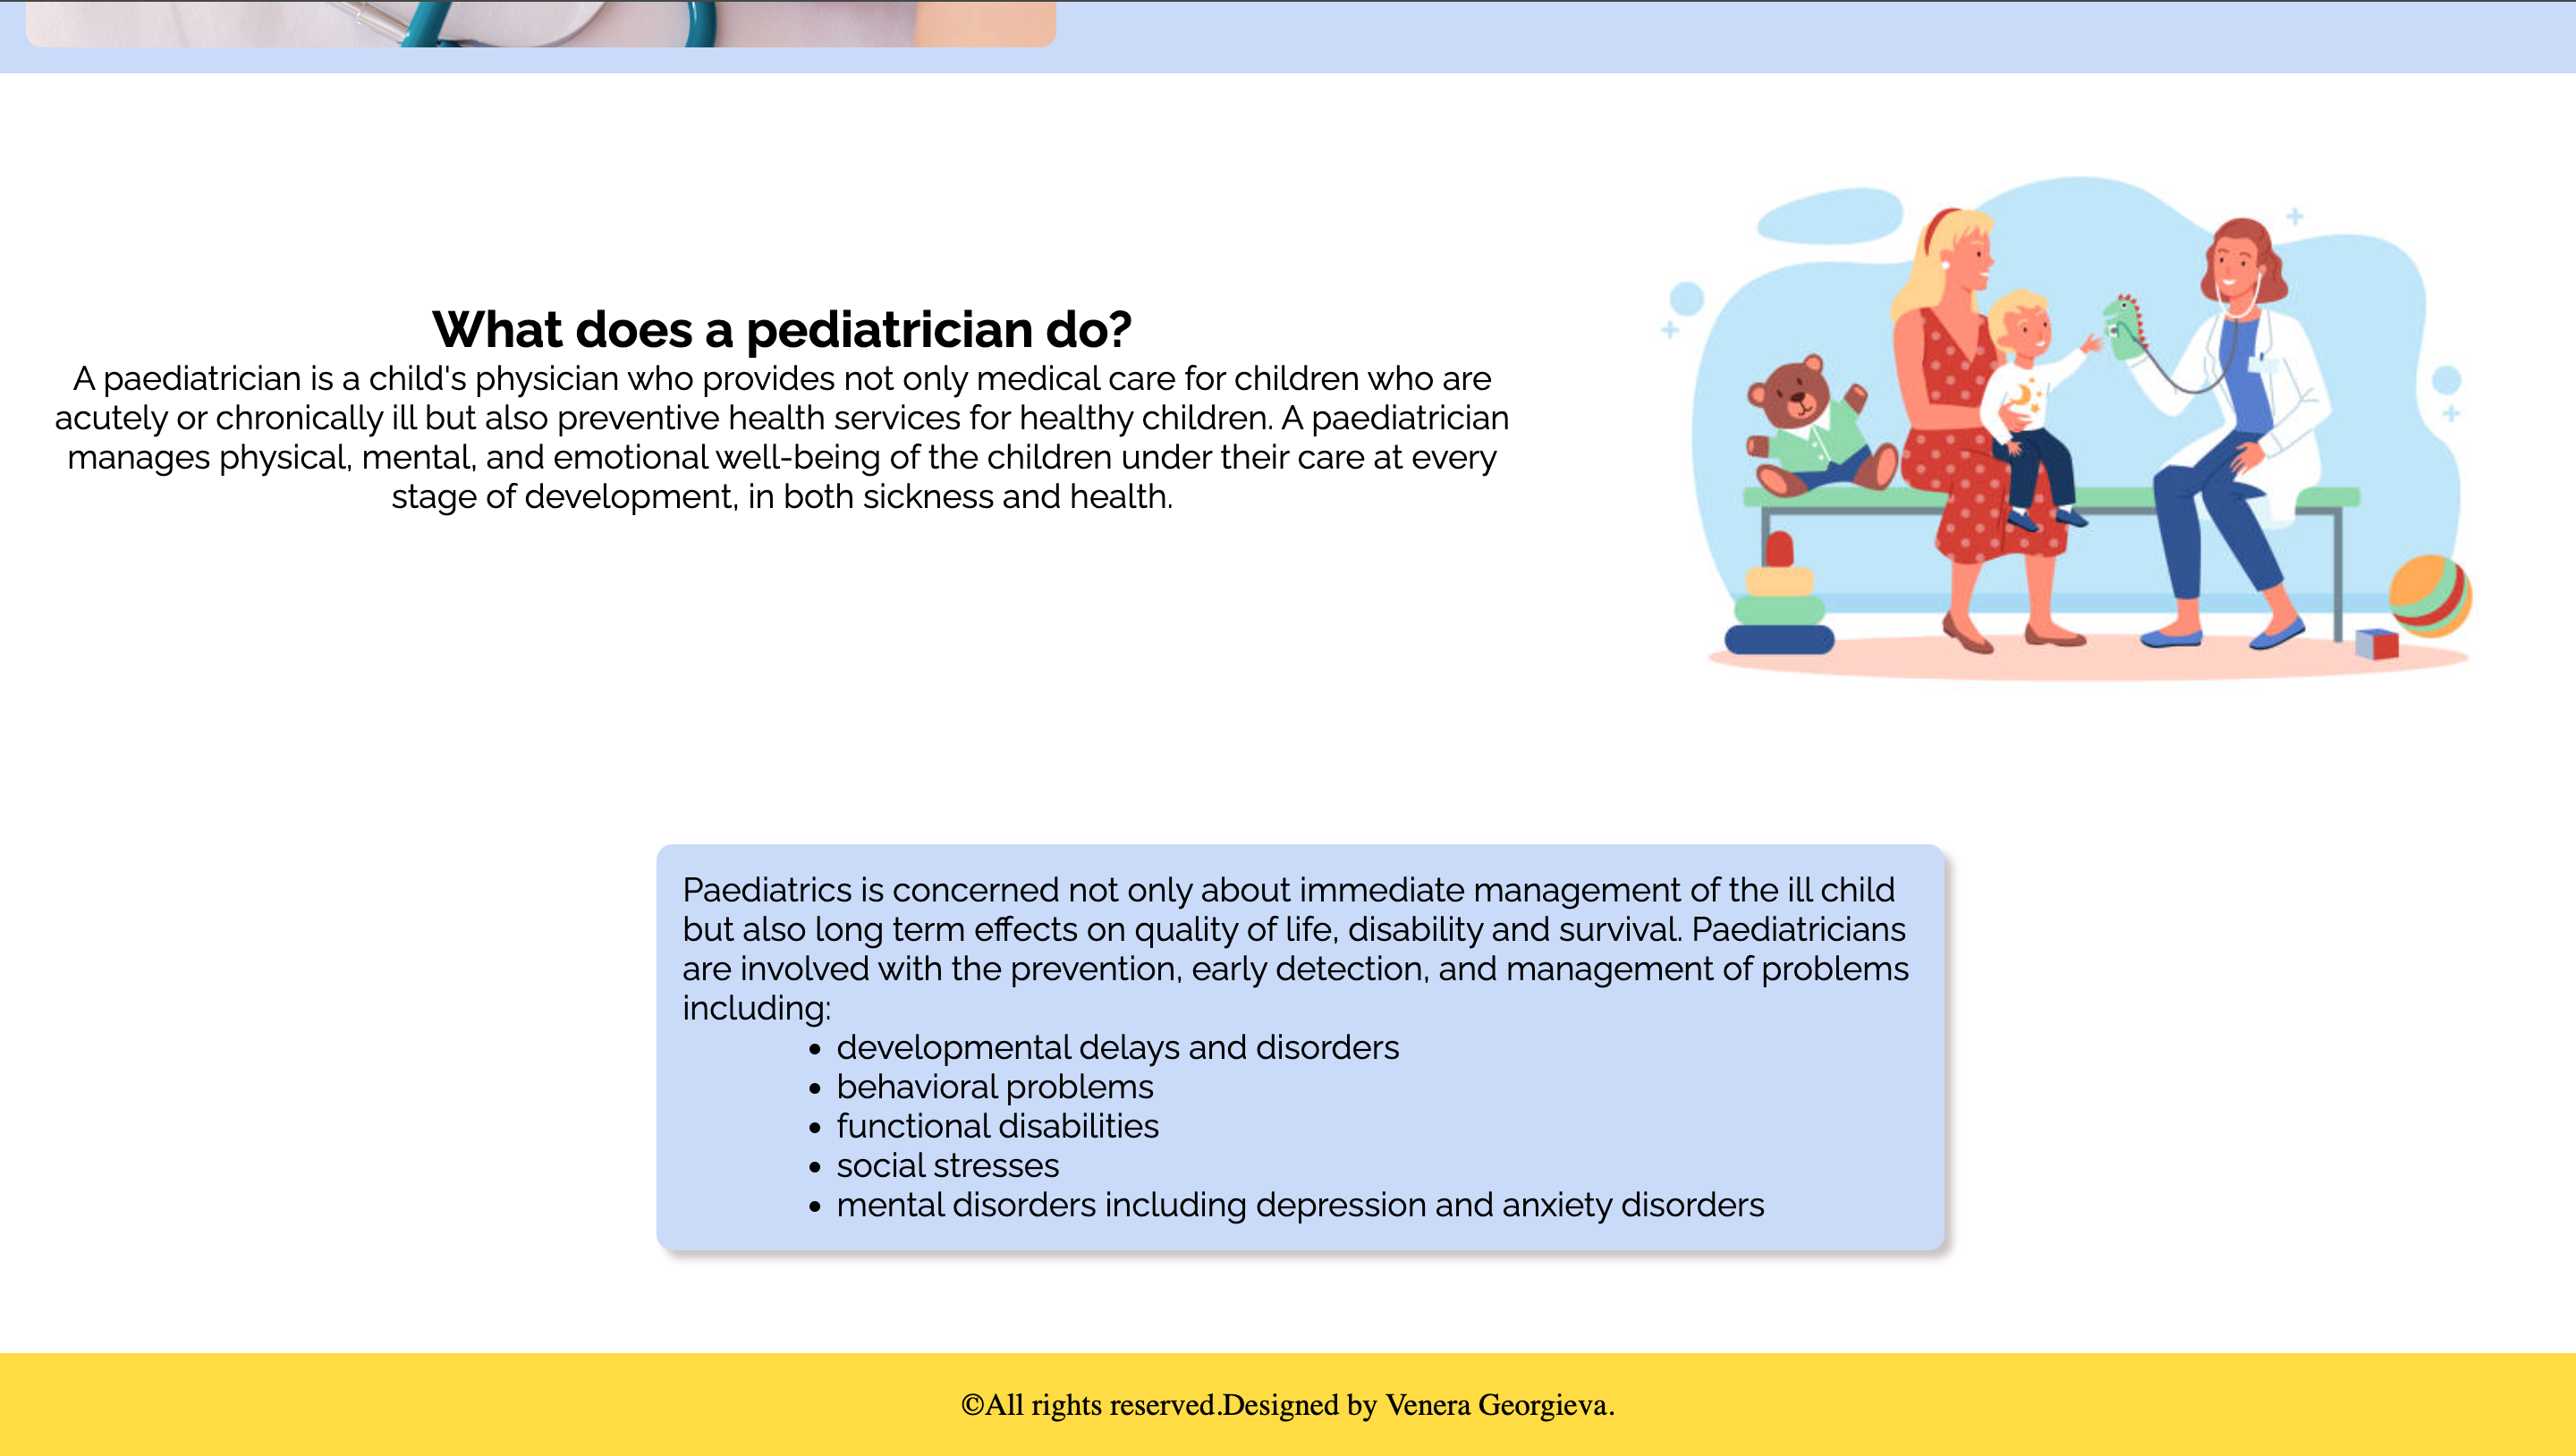 What does a pediatrician do?
A paediatrician is a child's physician who provides not only medical care for children who are
acutely or chronically ill but also preventive health services for healthy children. A paediatrician
manages physical, mental, and emotional well-being of the children under their care at every
stage of development, in both sickness and health.
Paediatrics is concerned not only about immediate management of the ill child
but also long term effects on quality of life, disability and survival. Paediatricians
are involved with the prevention, early detection, and management of problems
including:
• developmental delays and disorders
• behavioral problems
• functional disabilities
• social stresses
• mental disorders including depression and anxiety disorders
©All rights reserved.Designed by Venera Georgieva.